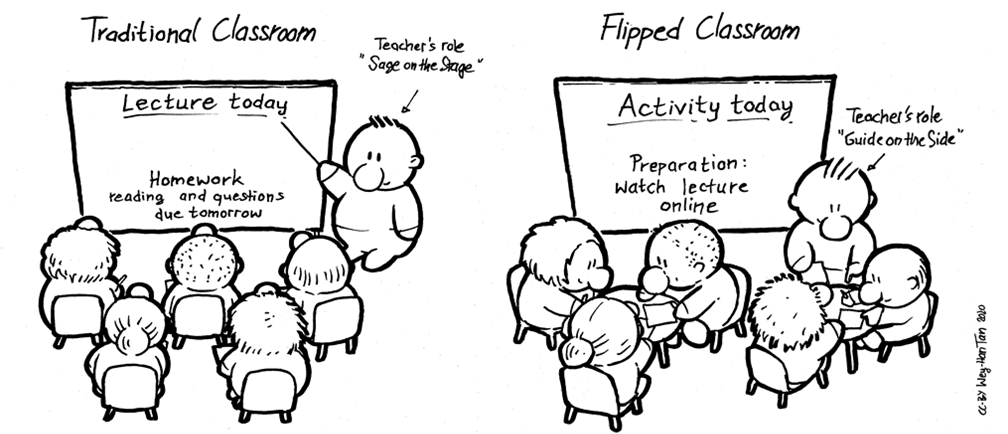 Traditional Classroom
Teacher's role
"Sage on the Stage"
Lecture today
Homework
reading and questions
due tomorrow
Flipped Classroom
Activity today
Teacher's role
"Guide on the Side"
Preparation:
watch lecture
online
CC-BY Wey-Han Tan 2020